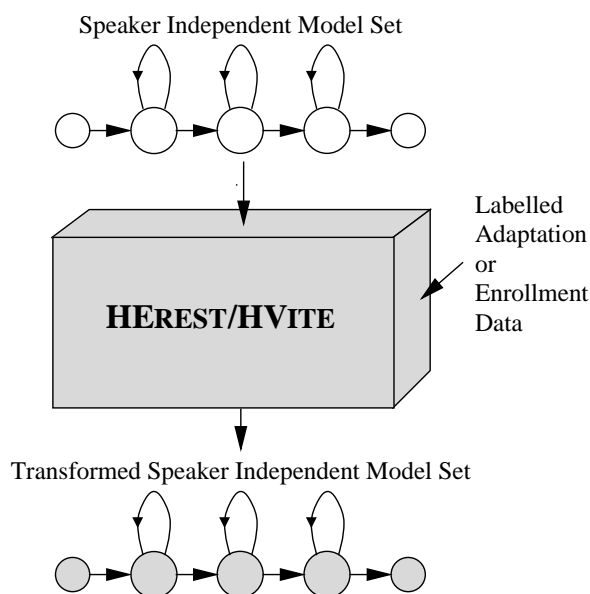 Speaker Independent Model Set
Labelled
Adaptation
or
Enrollment
Data
HEREST/HVITE
Transformed Speaker Independent Model Set